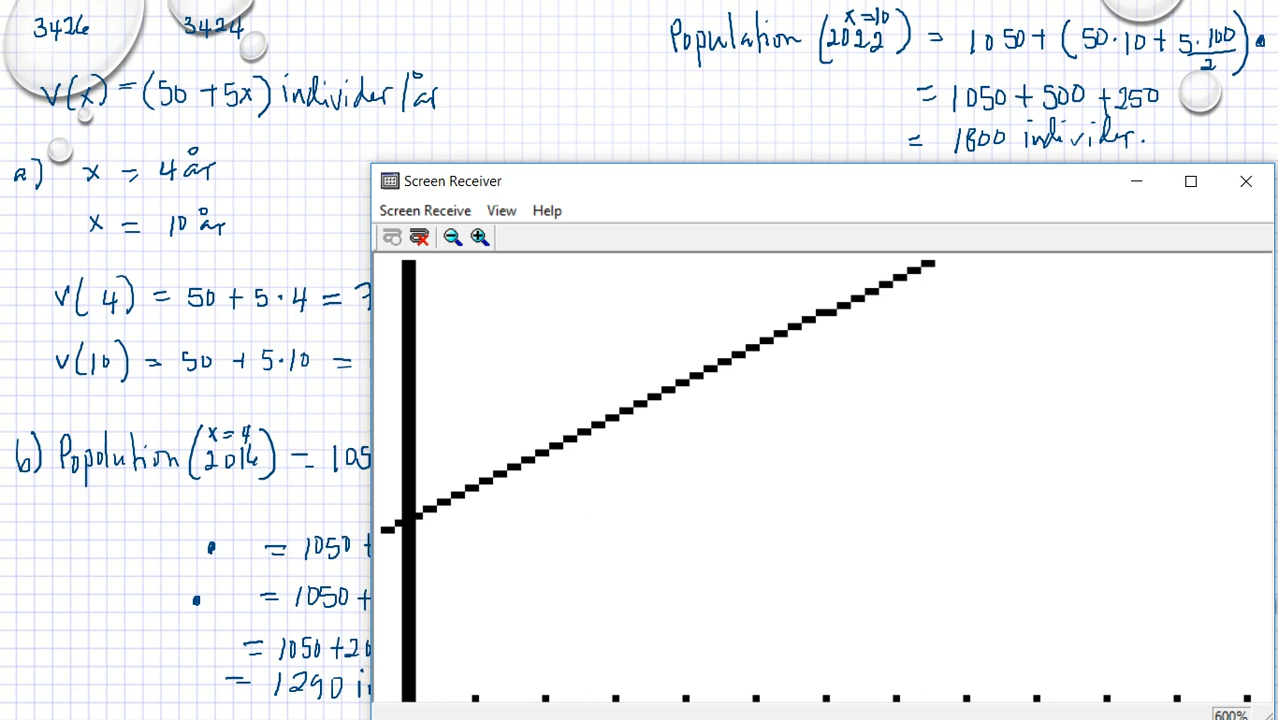 3426 3424
v(x) = (50 + 5x) individer/år
a) x = 4 år
x = 10 år
v( 4 ) = 50 + 5 · 4 =
v(10) = 50 + 5·10 =
b) Popolution ( x = 4 2016 ) = 105
= 1050 +
= 1050 +
= 1050 + 20
= 1290 i
Population ( x = 10 2022 ) = 1050 + ( 50·10 + 5·100/2 ) ·
= 1050 + 500 + 250
= 1800 individer.
Screen Receiver
Screen Receive View Help
600%